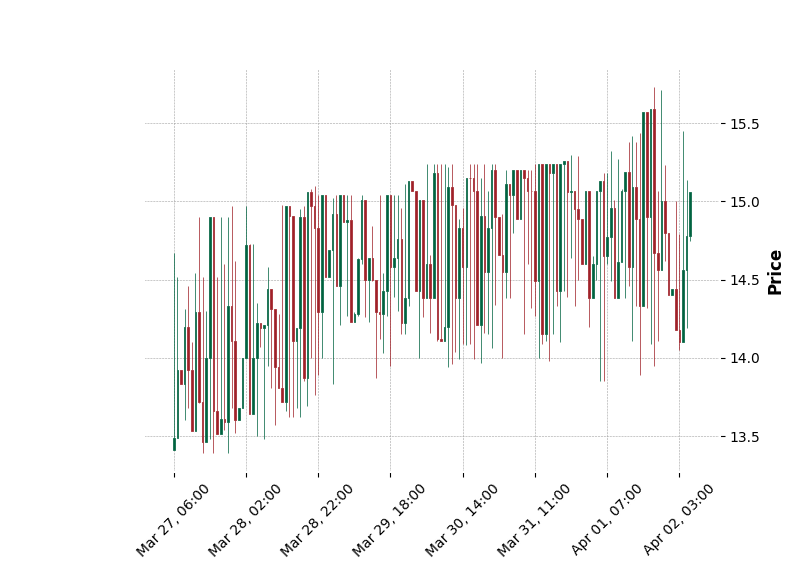 15.5
15.0
14.5
14.0
13.5
Price
Mar 27, 06:00
Mar 28, 02:00
Mar 28, 22:00
Mar 29, 18:00
Mar 30, 14:00
Mar 31, 11:00
Apr 01, 07:00
Apr 02, 03:00